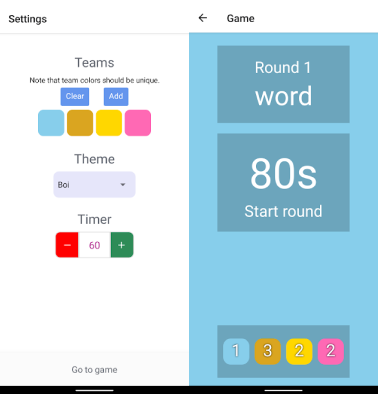 Settings
Teams
Note that team colors should be unique.
Clear Add
Theme
Boi
Timer
− 60 +
Go to game
← Game
Round 1
word
80s
Start round
1 3 2 2